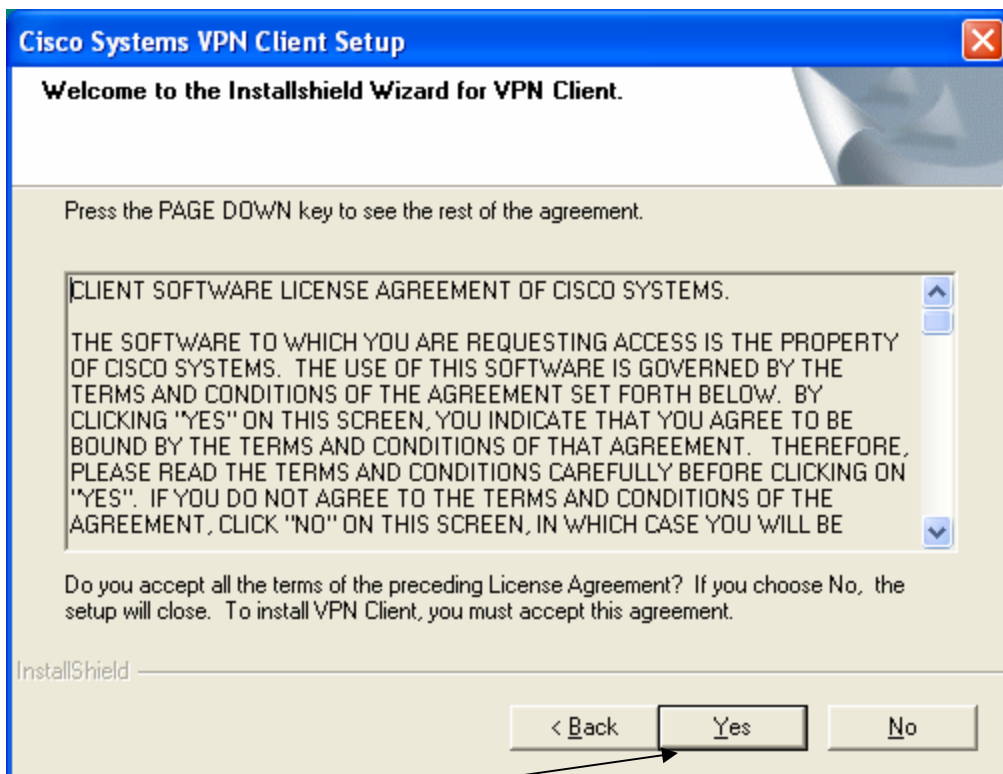 Cisco Systems VPN Client Setup
Welcome to the Installshield Wizard for VPN Client.
Press the PAGE DOWN key to see the rest of the agreement.
CLIENT SOFTWARE LICENSE AGREEMENT OF CISCO SYSTEMS.
THE SOFTWARE TO WHICH YOU ARE REQUESTING ACCESS IS THE PROPERTY
OF CISCO SYSTEMS.  THE USE OF THIS SOFTWARE IS GOVERNED BY THE
TERMS AND CONDITIONS OF THE AGREEMENT SET FORTH BELOW.  BY
CLICKING "YES" ON THIS SCREEN, YOU INDICATE THAT YOU AGREE TO BE
BOUND BY THE TERMS AND CONDITIONS OF THAT AGREEMENT.   THEREFORE,
PLEASE READ THE TERMS AND CONDITIONS CAREFULLY BEFORE CLICKING ON
"YES".  IF YOU DO NOT AGREE TO THE TERMS AND CONDITIONS OF THE
AGREEMENT, CLICK "NO" ON THIS SCREEN, IN WHICH CASE YOU WILL BE
Do you accept all the terms of the preceding License Agreement?  If you choose No,  the
setup will close.  To install VPN Client, you must accept this agreement.
InstallShield
< Back
Yes
No